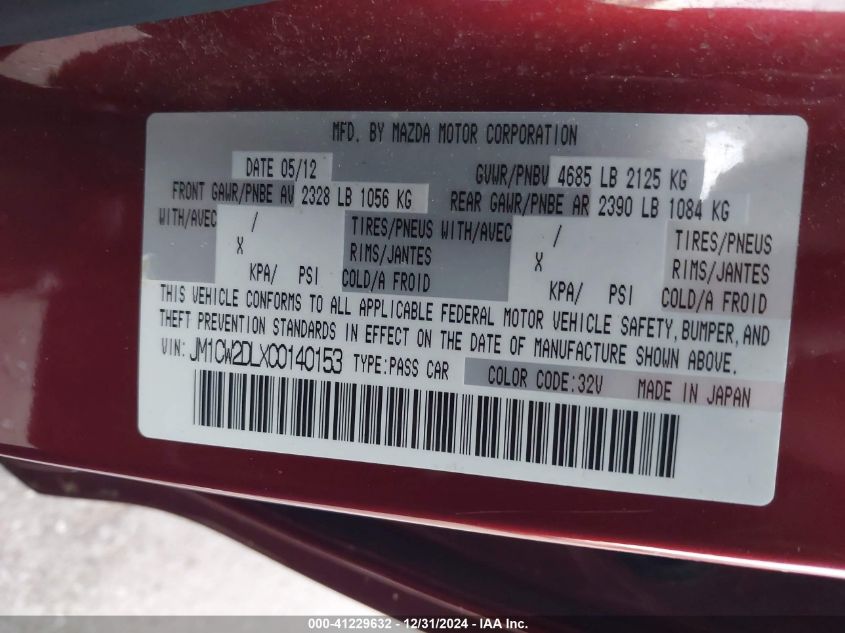 MFD. BY MAZDA MOTOR CORPORATION
DATE 05/12 GVWR/PNBV 4685 LB 2125 KG
FRONT GAWR/PNBE AV 2328 LB 1056 KG REAR GAWR/PNBE AR 2390 LB 1084 KG
WITH/AVEC / TIRES/PNEUS WITH/AVEC / TIRES/PNEUS
X RIMS/JANTES X RIMS/JANTES
KPA/ PSI COLD/A FROID KPA/ PSI COLD/A FROID
THIS VEHICLE CONFORMS TO ALL APPLICABLE FEDERAL MOTOR VEHICLE SAFETY, BUMPER, AND
THEFT PREVENTION STANDARDS IN EFFECT ON THE DATE OF MANUFACTURE SHOWN ABOVE.
VIN: JM1CW2DLXC0140153 TYPE:PASS CAR COLOR CODE:32V MADE IN JAPAN
000-41229632 - 12/31/2024 - IAA Inc.